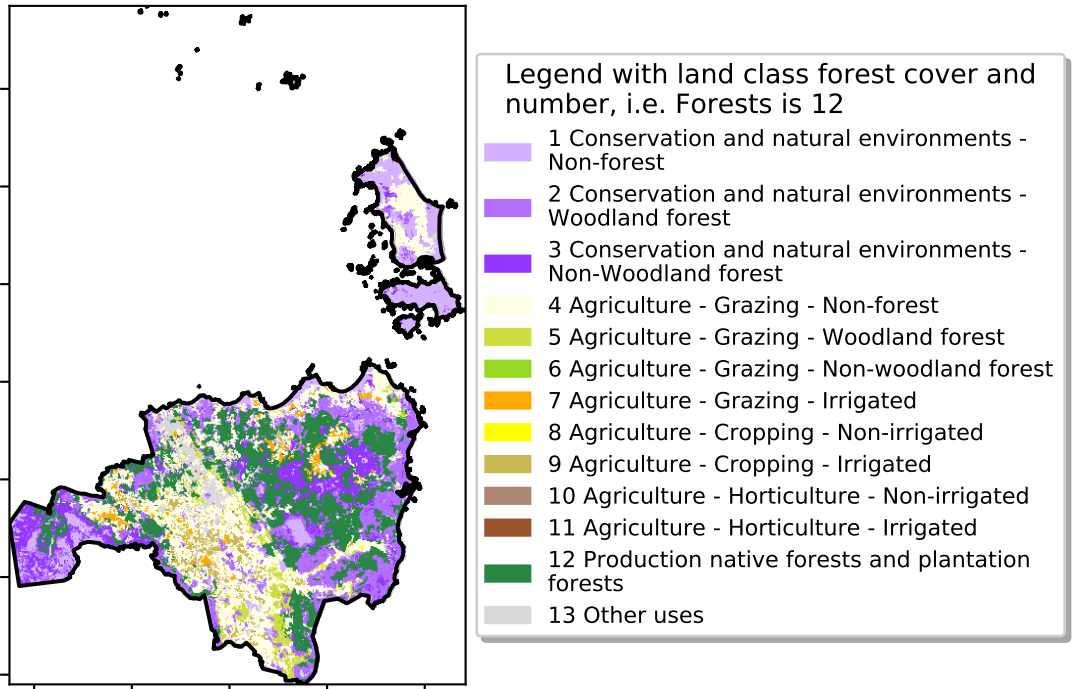 Legend with land class forest cover and
number, i.e. Forests is 12
1 Conservation and natural environments -
Non-forest
2 Conservation and natural environments -
Woodland forest
3 Conservation and natural environments -
Non-Woodland forest
4 Agriculture - Grazing - Non-forest
5 Agriculture - Grazing - Woodland forest
6 Agriculture - Grazing - Non-woodland forest
7 Agriculture - Grazing - Irrigated
8 Agriculture - Cropping - Non-irrigated
9 Agriculture - Cropping - Irrigated
10 Agriculture - Horticulture - Non-irrigated
11 Agriculture - Horticulture - Irrigated
12 Production native forests and plantation
forests
13 Other uses